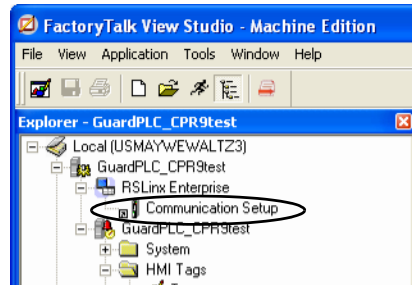 FactoryTalk View Studio - Machine Edition
File View Application Tools Window Help
Explorer - GuardPLC_CPR9test
Local (USMAYWEWALTZ3)
GuardPLC_CPR9test
RSLinx Enterprise
Communication Setup
GuardPLC_CPR9test
System
HMI Tags